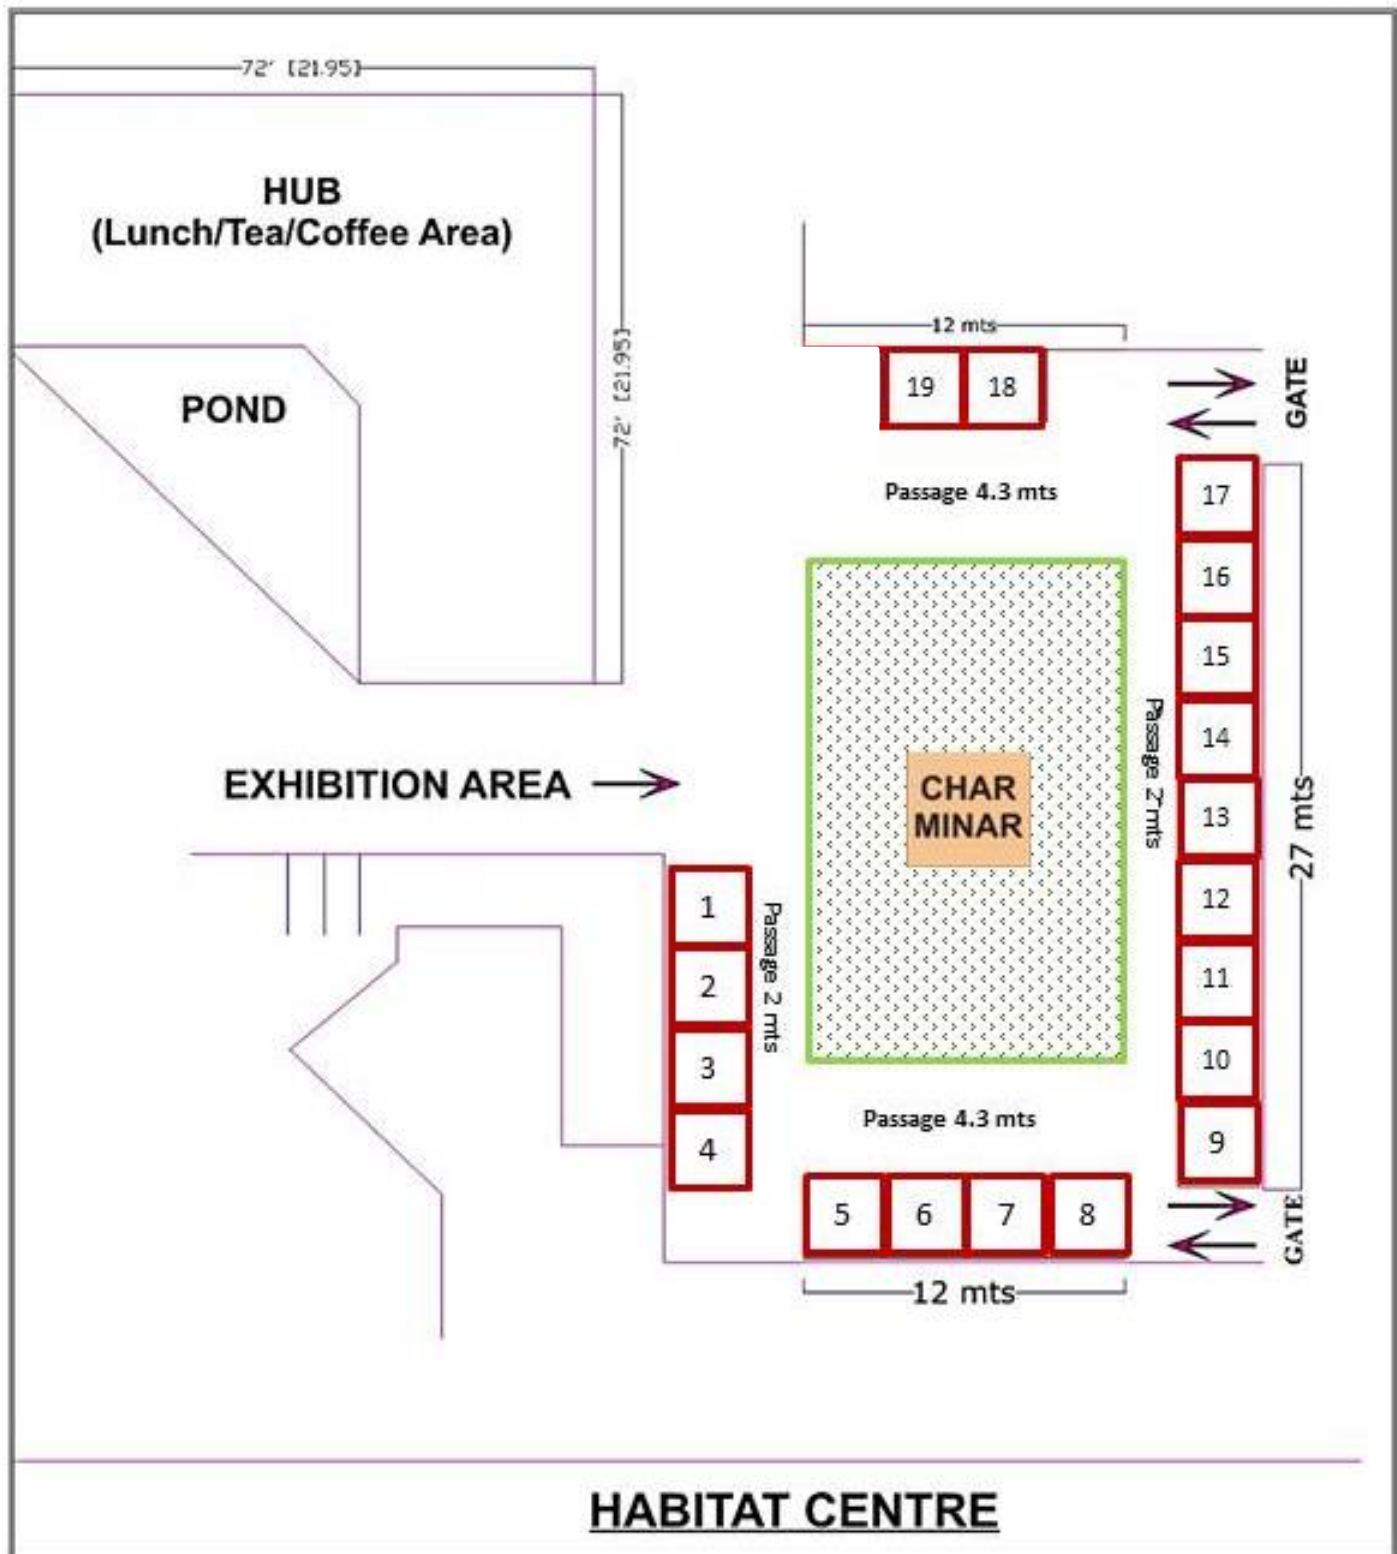 72' [21.95]
HUB
(Lunch/Tea/Coffee Area)
72' [21.95]
POND
12 mts
19 18
GATE
Passage 4.3 mts
17
16
15
14
13
12
11
10
9
27 mts
Passage 2 mts
EXHIBITION AREA
CHAR
MINAR
1
2
3
4
Passage 2 mts
Passage 4.3 mts
5 6 7 8
GATE
12 mts
HABITAT CENTRE